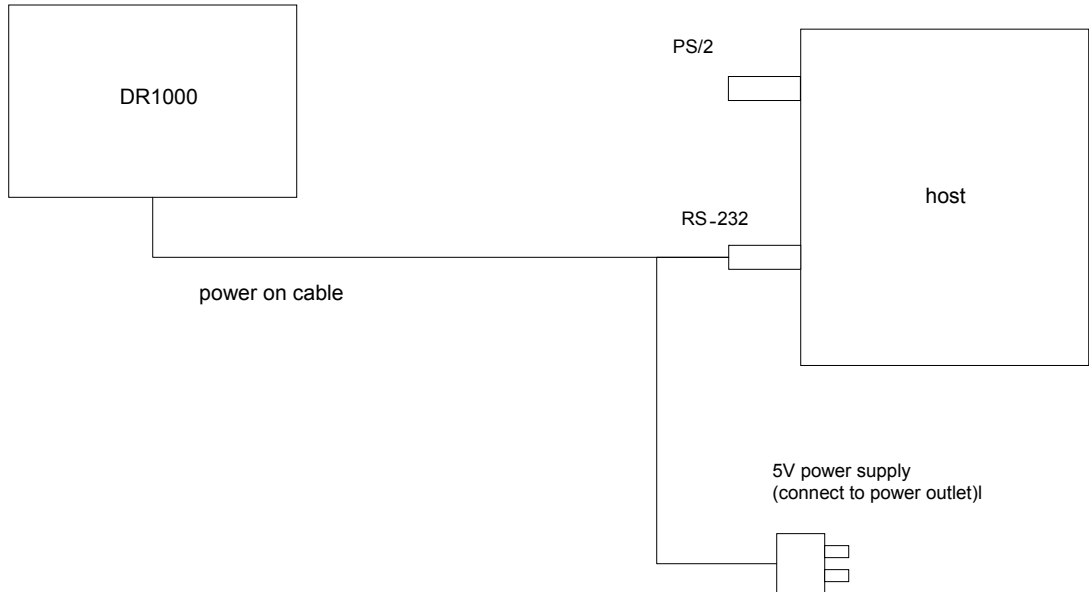 DR1000
PS/2
host
RS-232
power on cable
5V power supply
(connect to power outlet)l